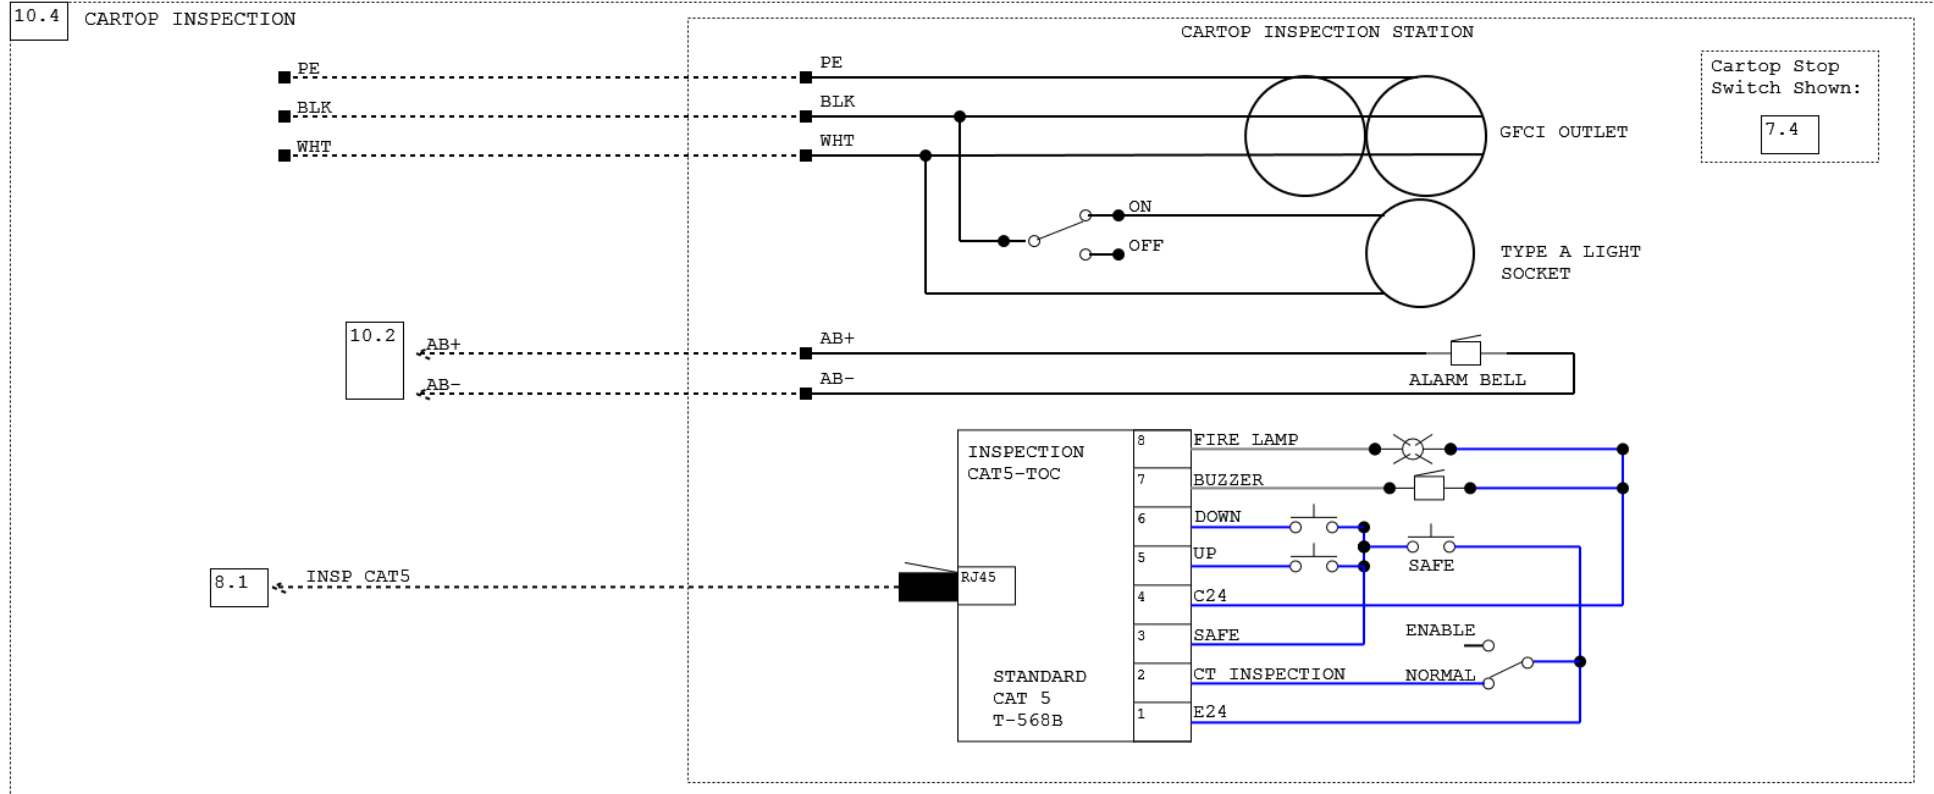 10.4
CARTOP INSPECTION
CARTOP INSPECTION STATION
Cartop Stop
Switch Shown:
7.4
PE
PE
BLK
BLK
WHT
WHT
GFCI OUTLET
ON
OFF
TYPE A LIGHT
SOCKET
10.2
AB+
AB+
AB-
AB-
ALARM BELL
INSPECTION
CAT5-TOC
8
FIRE LAMP
7
BUZZER
6
DOWN
5
UP
SAFE
8.1
INSP CAT5
RJ45
4
C24
3
SAFE
ENABLE
STANDARD
CAT 5
T-568B
2
CT INSPECTION
NORMAL
1
E24